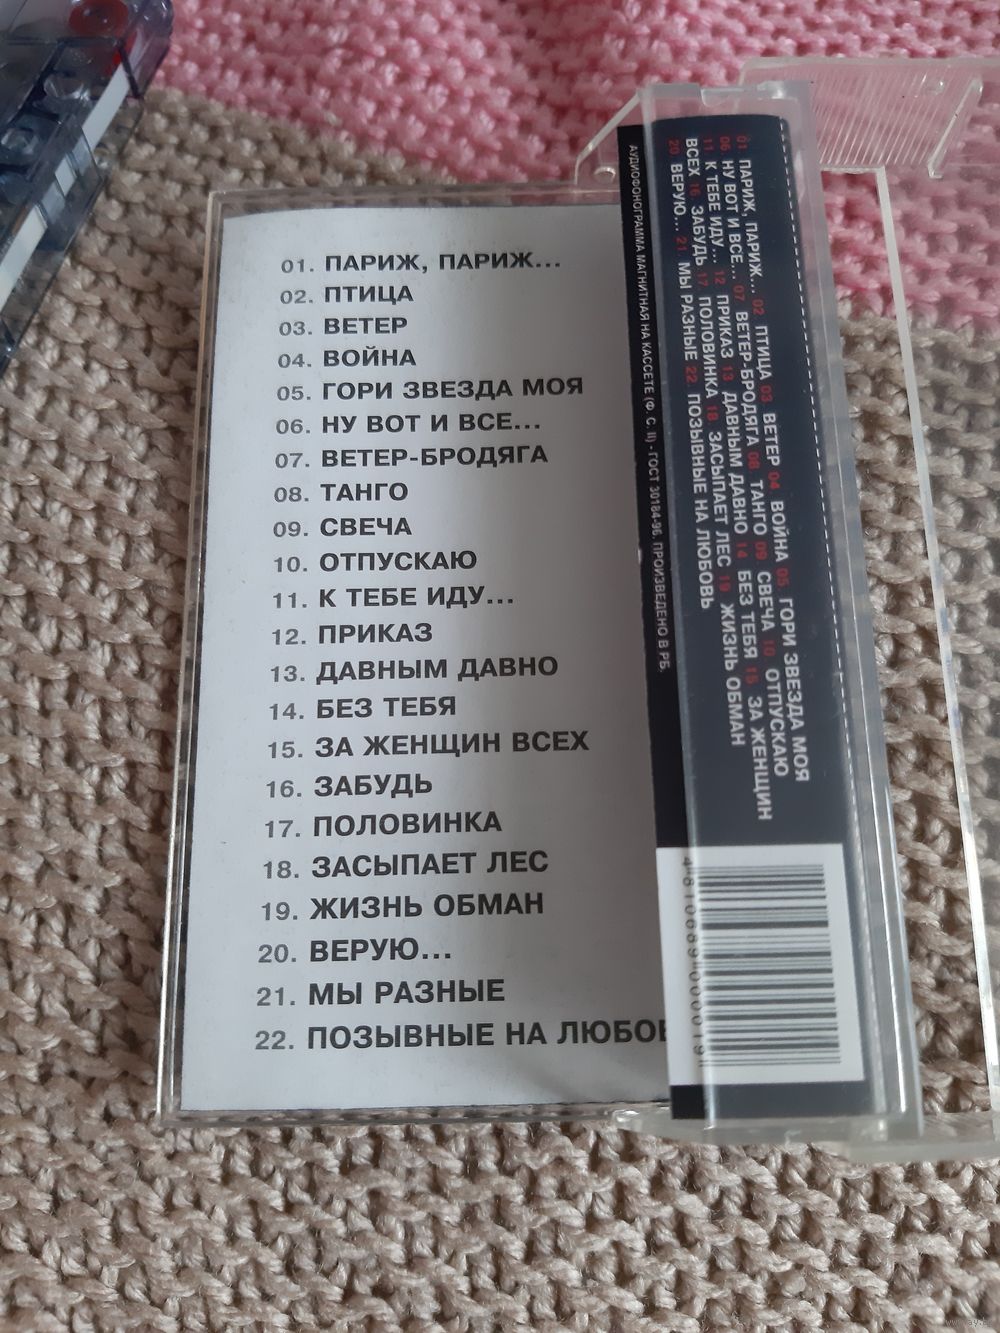 01. ПАРИЖ, ПАРИЖ...
02. ПТИЦА
03. ВЕТЕР
04. ВОЙНА
05. ГОРИ ЗВЕЗДА МОЯ
06. НУ ВОТ И ВСЕ...
07. ВЕТЕР-БРОДЯГА
08. ТАНГО
09. СВЕЧА
10. ОТПУСКАЮ
11. К ТЕБЕ ИДУ...
12. ПРИКАЗ
13. ДАВНЫМ ДАВНО
14. БЕЗ ТЕБЯ
15. ЗА ЖЕНЩИН ВСЕХ
16. ЗАБУДЬ
17. ПОЛОВИНКА
18. ЗАСЫПАЕТ ЛЕС
19. ЖИЗНЬ ОБМАН
20. ВЕРУЮ...
21. МЫ РАЗНЫЕ
22. ПОЗЫВНЫЕ НА ЛЮБОВ
01 ПАРИЖ, ПАРИЖ... 02 ПТИЦА 03 ВЕТЕР 04 ВОЙНА 05 ГОРИ ЗВЕЗДА МОЯ
06 НУ ВОТ И ВСЕ... 07 ВЕТЕР-БРОДЯГА 08 ТАНГО 09 СВЕЧА 10 ОТПУСКАЮ
11 К ТЕБЕ ИДУ... 12 ПРИКАЗ 13 ДАВНЫМ ДАВНО 14 БЕЗ ТЕБЯ 15 ЗА ЖЕНЩИН
ВСЕХ 16 ЗАБУДЬ 17 ПОЛОВИНКА 18 ЗАСЫПАЕТ ЛЕС 19 ЖИЗНЬ ОБМАН
20 ВЕРУЮ... 21 МЫ РАЗНЫЕ 22. ПОЗЫВНЫЕ НА ЛЮБОВЬ
АУДИОФОНОГРАММА МАГНИТНАЯ НА КАССЕТЕ (Ф. С. II) - ГОСТ 30184-96. ПРОИЗВЕДЕНО В РБ.
4810689000019